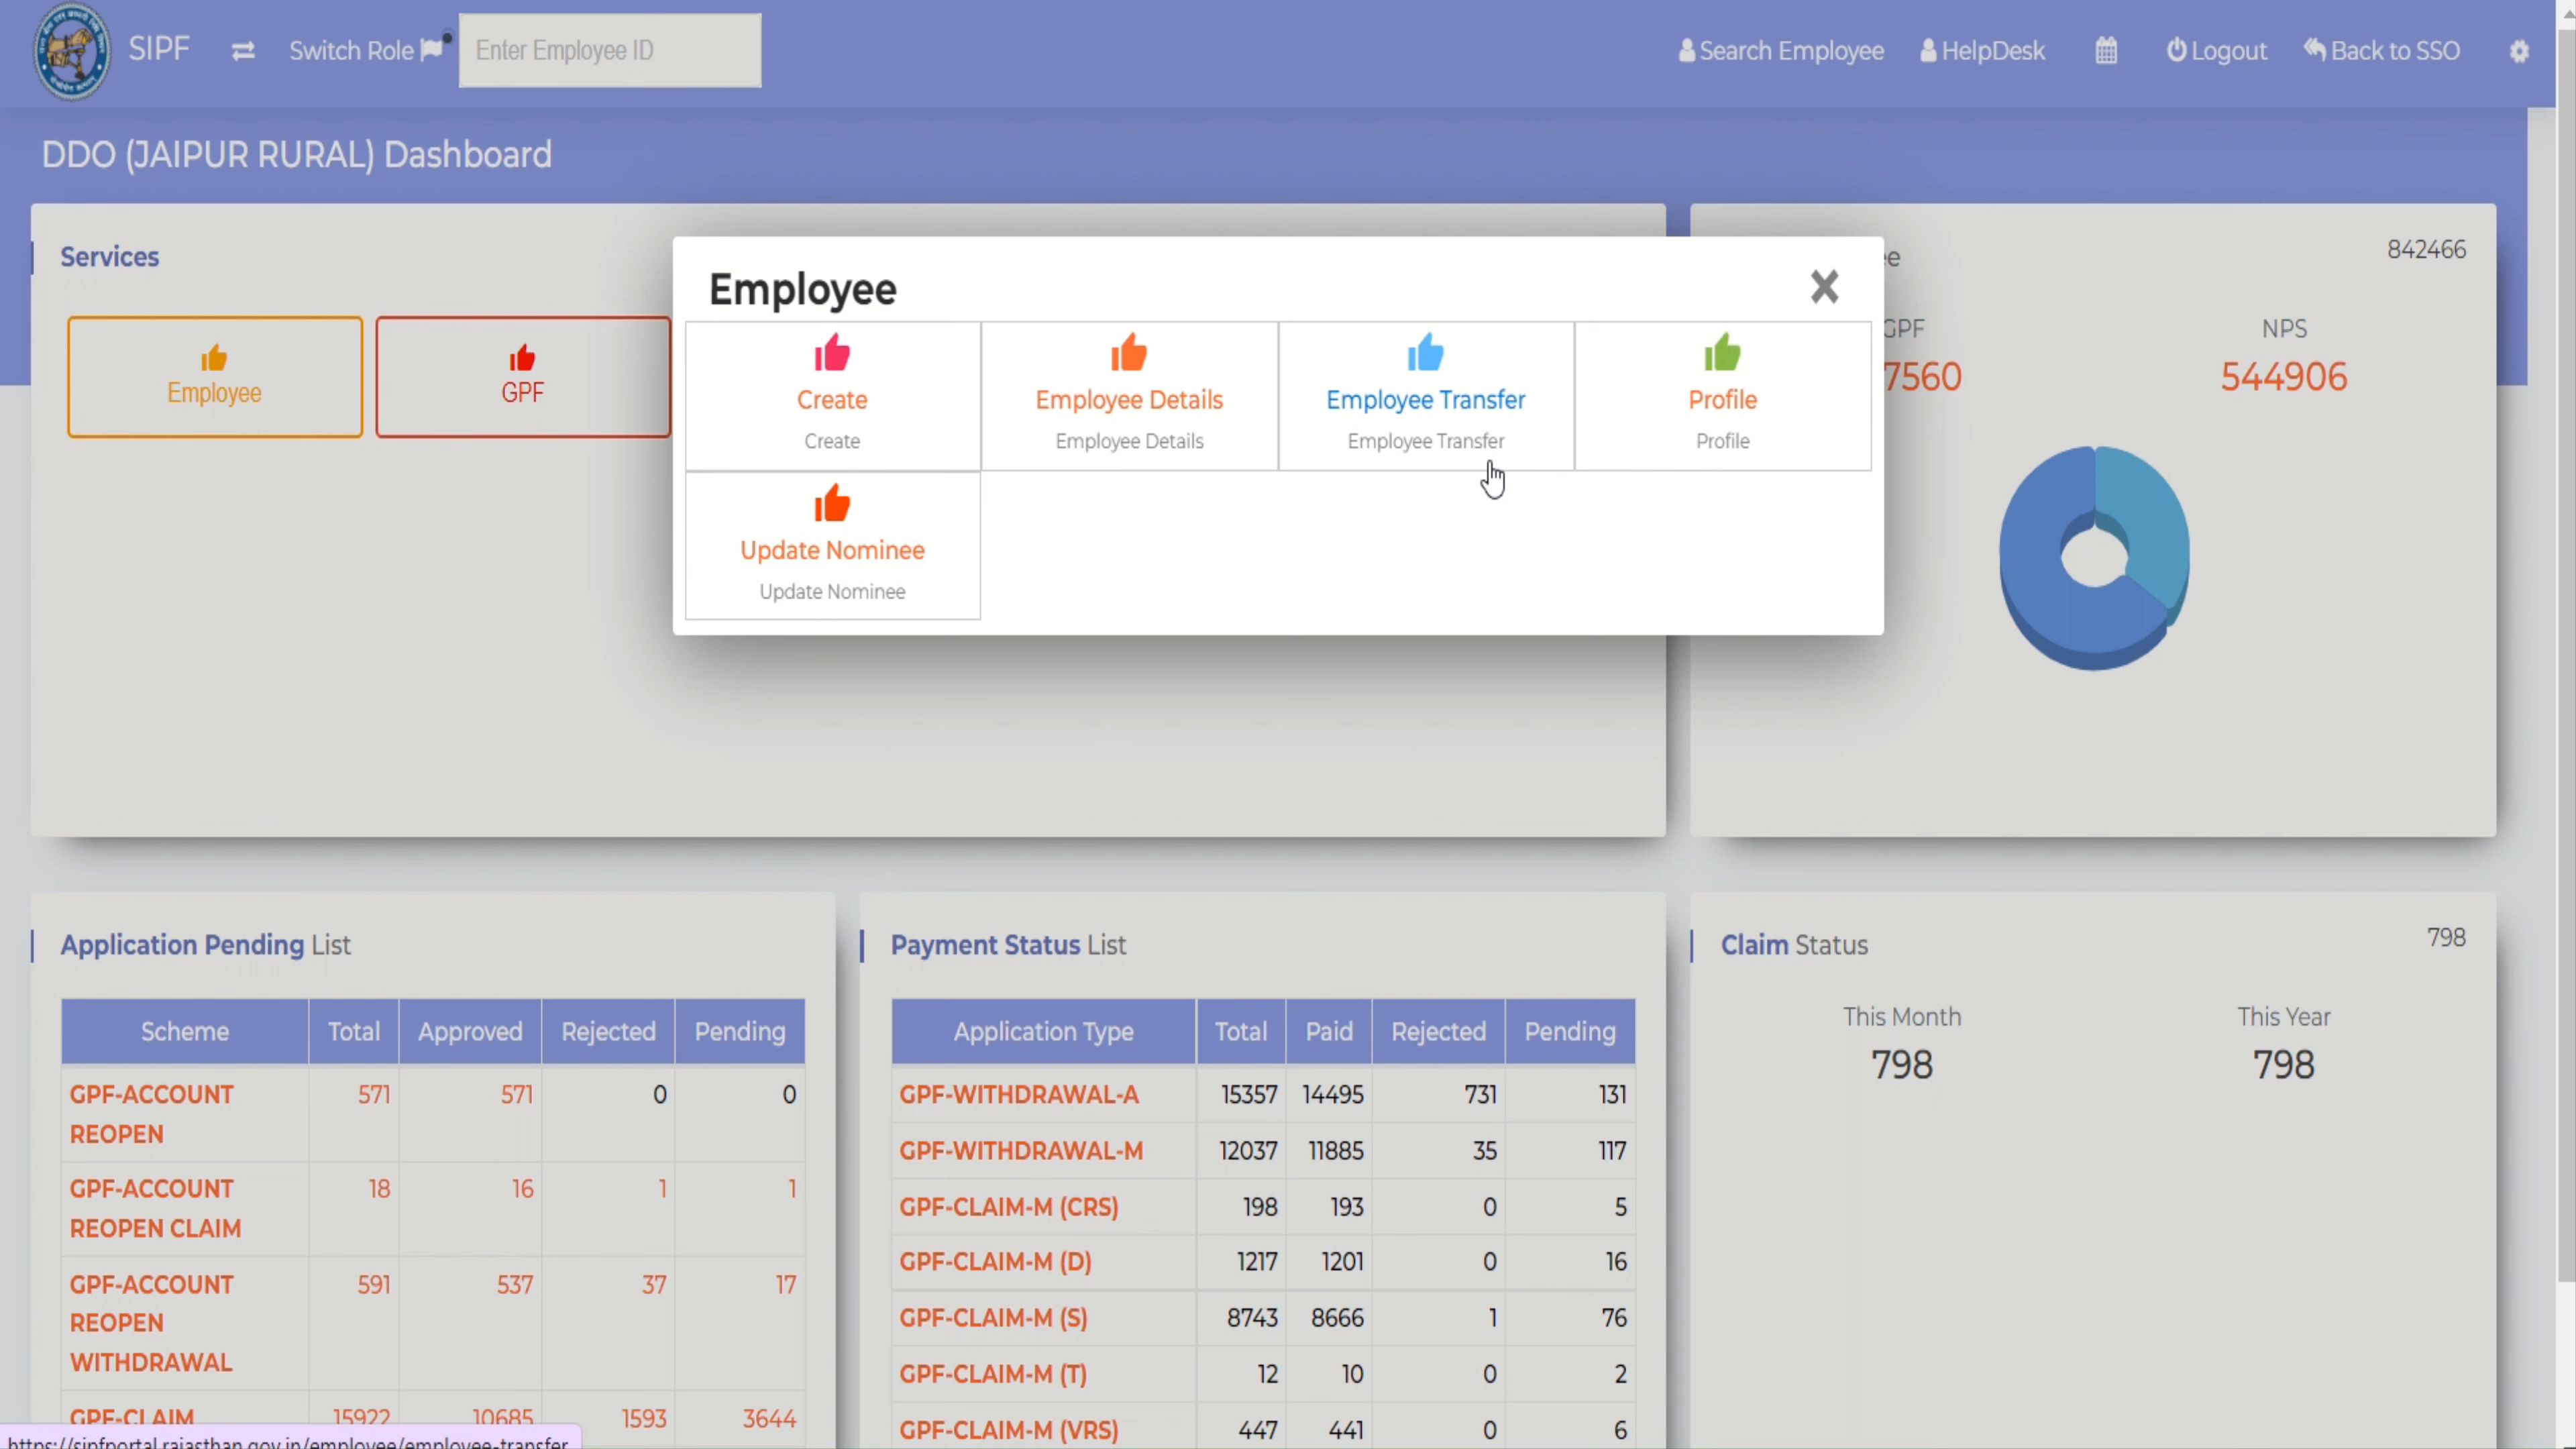 SIPF
Switch Role
Enter Employee ID
Search Employee
HelpDesk
Logout
Back to SSO
DDO (JAIPUR RURAL) Dashboard
Services
Employee
GPF
Employee
Create
Create
Employee Details
Employee Details
Employee Transfer
Employee Transfer
Profile
Profile
Update Nominee
Update Nominee
842466
GPF
7560
NPS
544906
Application Pending List
Scheme Total Approved Rejected Pending
GPF-ACCOUNT 571 571 0 0
REOPEN
GPF-ACCOUNT 18 16 1 1
REOPEN CLAIM
GPF-ACCOUNT 591 537 37 17
REOPEN
WITHDRAWAL
GPF-CLAIM 15922 10685 1593 3644
Payment Status List
Application Type Total Paid Rejected Pending
GPF-WITHDRAWAL-A 15357 14495 731 131
GPF-WITHDRAWAL-M 12037 11885 35 117
GPF-CLAIM-M (CRS) 198 193 0 5
GPF-CLAIM-M (D) 1217 1201 0 16
GPF-CLAIM-M (S) 8743 8666 1 76
GPF-CLAIM-M (T) 12 10 0 2
GPF-CLAIM-M (VRS) 447 441 0 6
Claim Status
798
This Month
798
This Year
798
https://sipfportal.rajasthan.gov.in/employee/employee-transfer